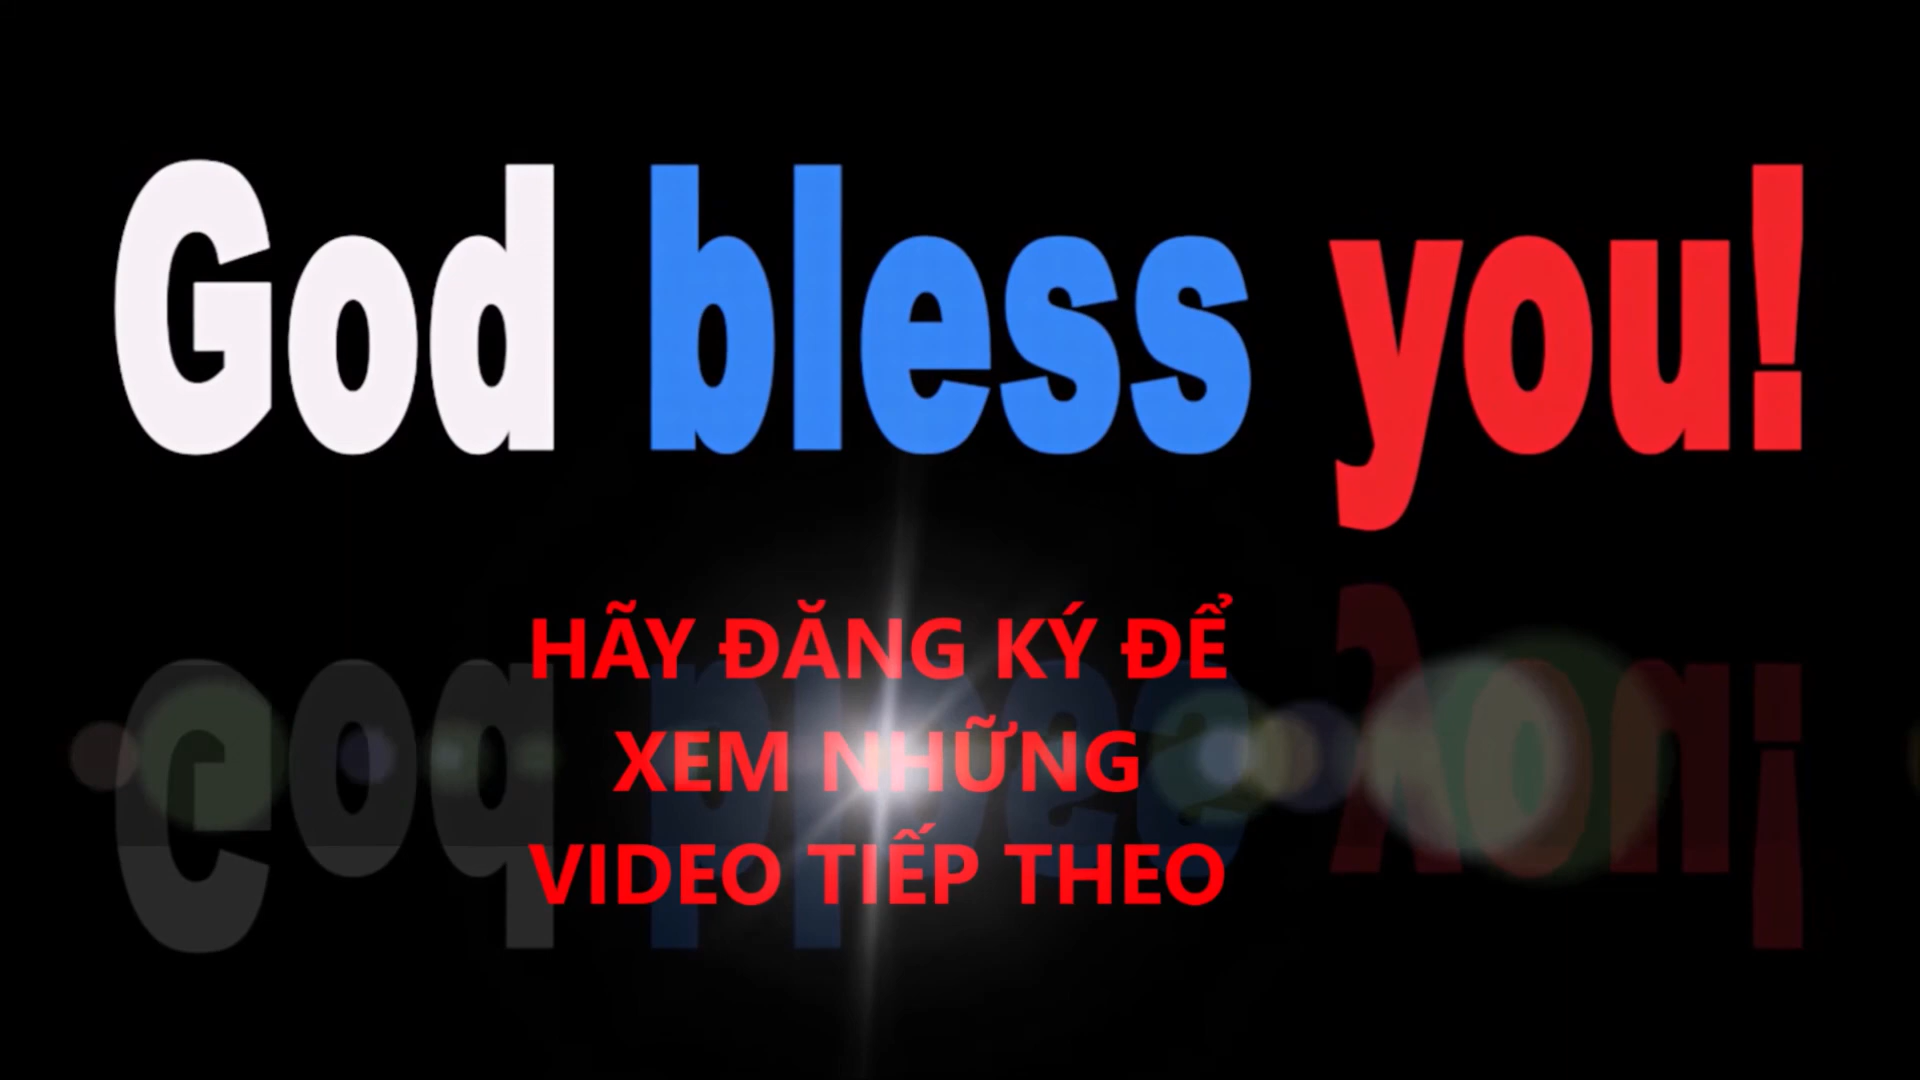 God bless you!
HÃY ĐĂNG KÝ ĐỂ
XEM NHỮNG
VIDEO TIẾP THEO